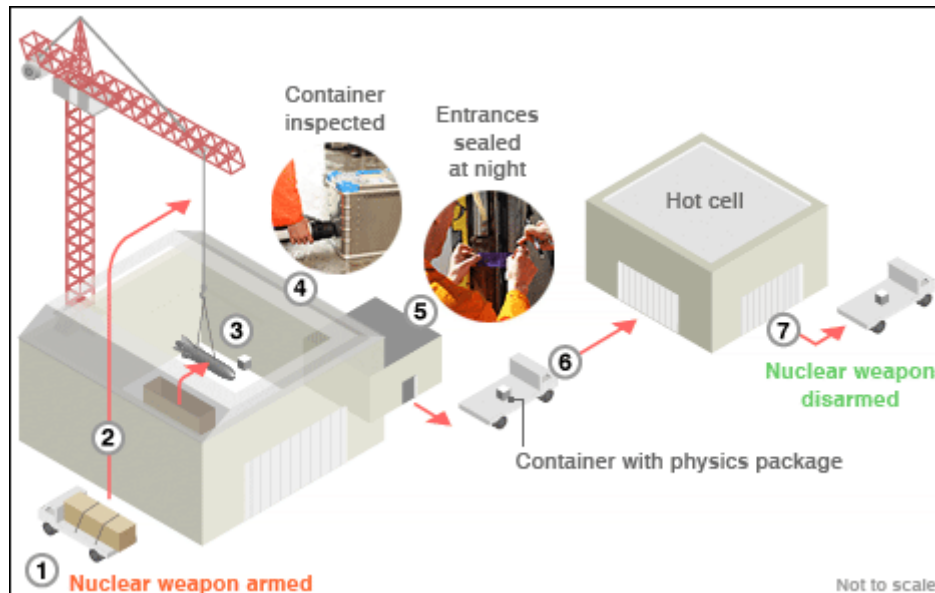 Container
inspected
Entrances
sealed
at night
Hot cell
4
5
3
6
7
Nuclear weapon
disarmed
2
Container with physics package
1
Nuclear weapon armed
Not to scale